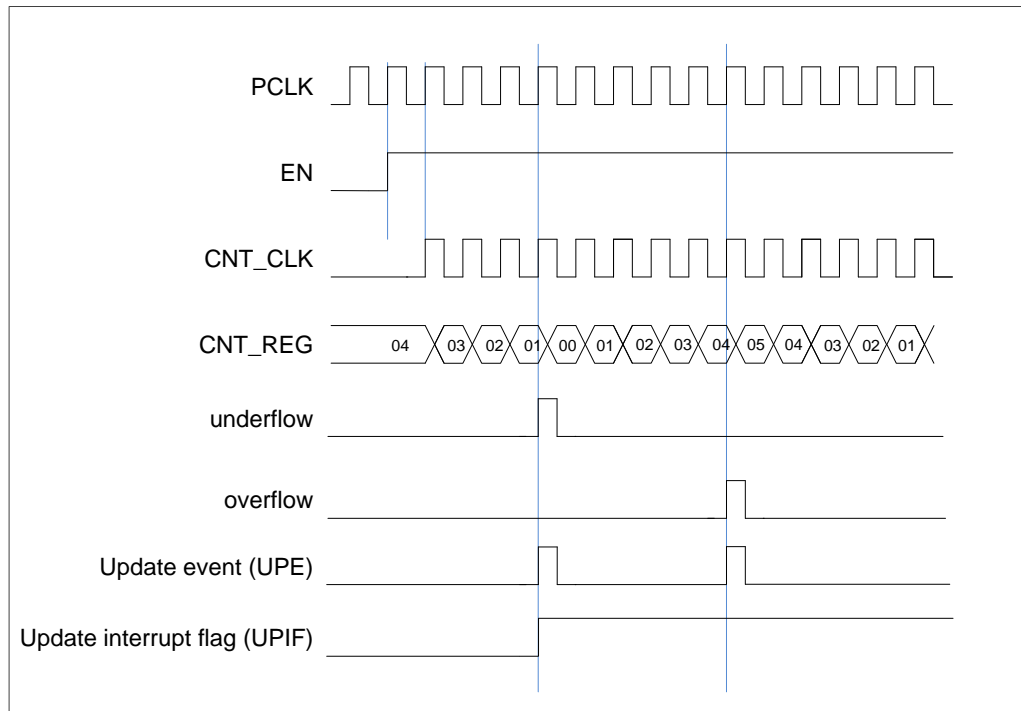 PCLK
EN
CNT_CLK
CNT_REG 04 03 02 01 00 01 02 03 04 05 04 03 02 01
underflow
overflow
Update event (UPE)
Update interrupt flag (UPIF)